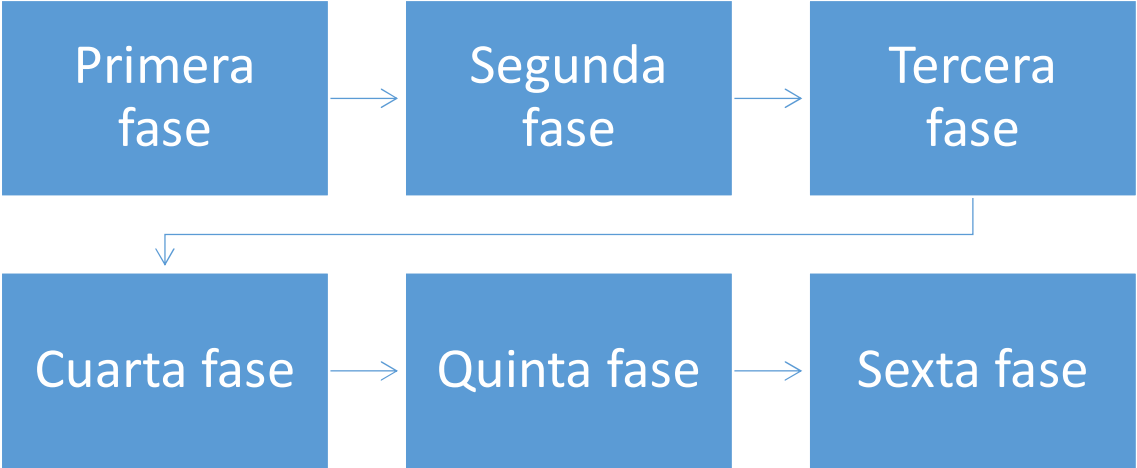 Primera
fase
Segunda
fase
Tercera
fase
Cuarta fase
Quinta fase
Sexta fase